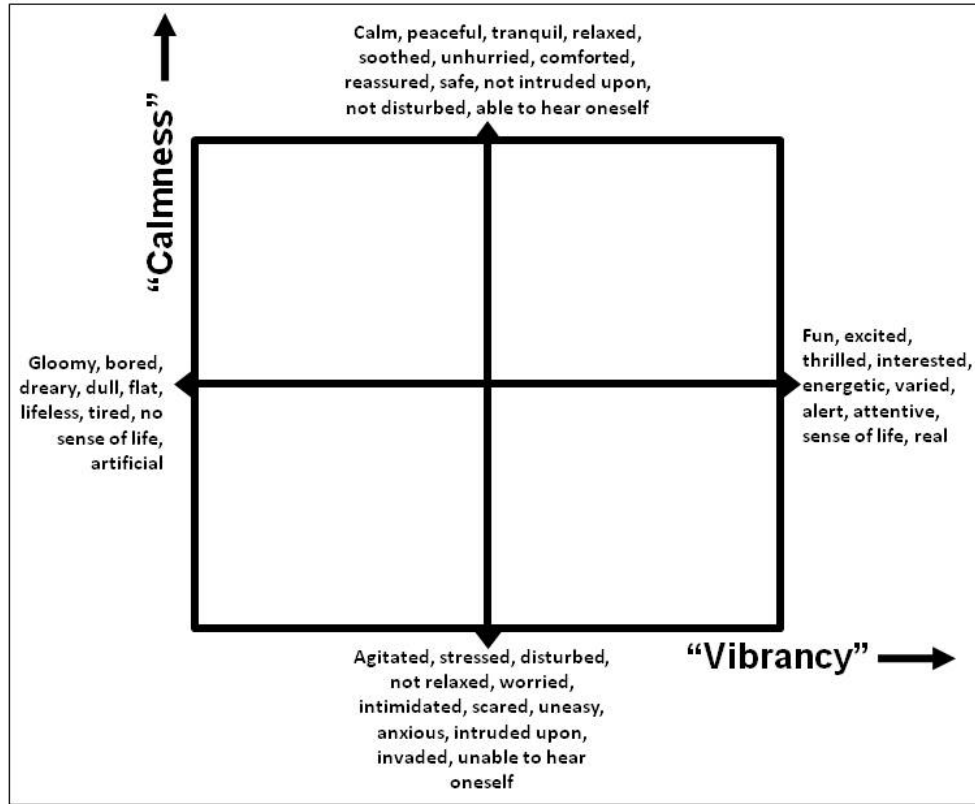 Calm, peaceful, tranquil, relaxed,
soothed, unhurried, comforted,
reassured, safe, not intruded upon,
not disturbed, able to hear oneself
“Calmness”
Gloomy, bored,
dreary, dull, flat,
lifeless, tired, no
sense of life,
artificial
Fun, excited,
thrilled, interested,
energetic, varied,
alert, attentive,
sense of life, real
Agitated, stressed, disturbed,
not relaxed, worried,
intimidated, scared, uneasy,
anxious, intruded upon,
invaded, unable to hear
oneself
“Vibrancy”